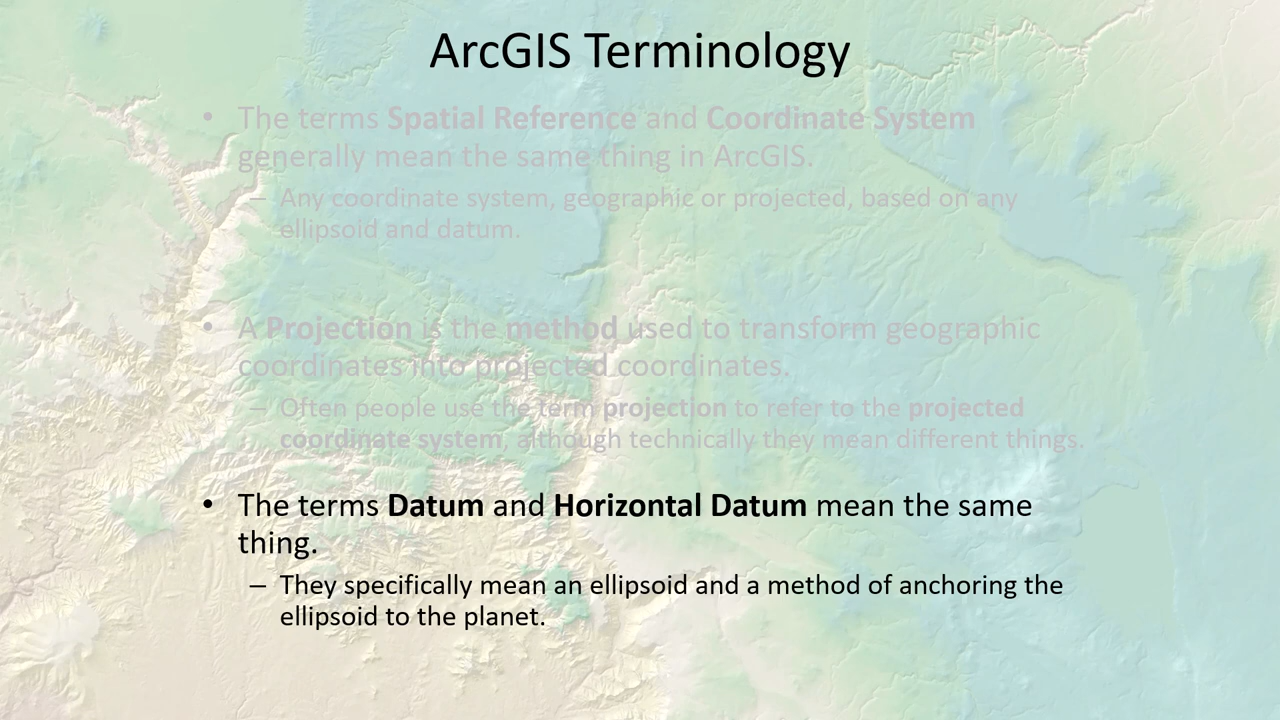 ArcGIS Terminology
• The terms Spatial Reference and Coordinate System
generally mean the same thing in ArcGIS.
– Any coordinate system, geographic or projected, based on any
ellipsoid and datum.
• A Projection is the method used to transform geographic
coordinates into projected coordinates.
– Often people use the term projection to refer to the projected
coordinate system, although technically they mean different things.
• The terms Datum and Horizontal Datum mean the same
thing.
– They specifically mean an ellipsoid and a method of anchoring the
ellipsoid to the planet.